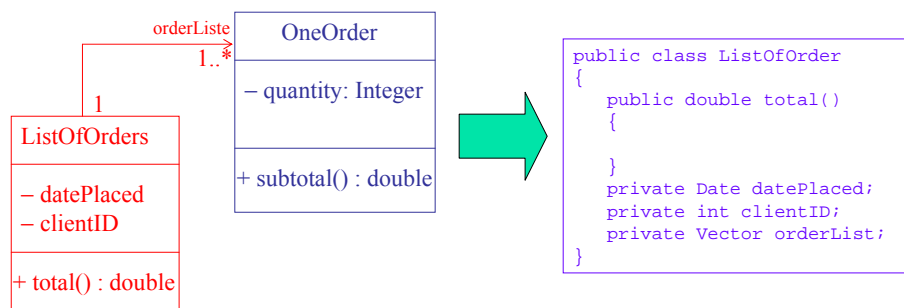 orderListe
1..*
1
ListOfOrders
– datePlaced
– clientID
+ total() : double
OneOrder
– quantity: Integer
+ subtotal() : double
public class ListOfOrder
{
public double total()
{
}
private Date datePlaced;
private int clientID;
private Vector orderList;
}